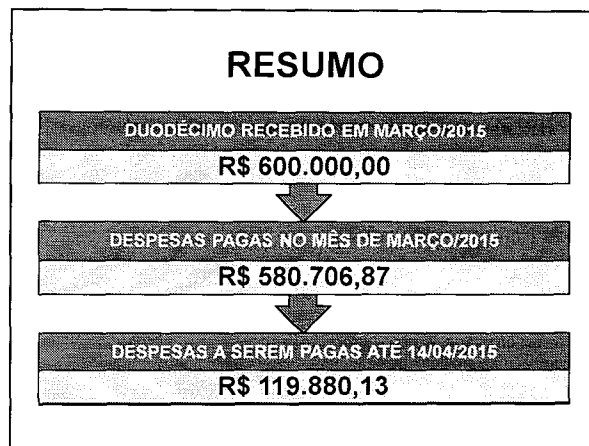 RESUMO
DUODÉCIMO RECEBIDO EM MARÇO/2015
R$ 600.000,00
DESPESAS PAGAS NO MÊS DE MARÇO/2015
R$ 580.706,87
DESPESAS A SEREM PAGAS ATÉ 14/04/2015
R$ 119.880,13